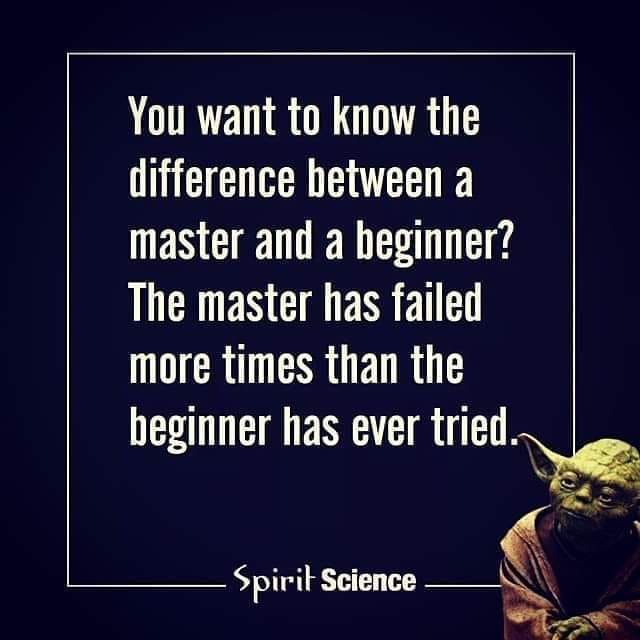 You want to know the
difference between a
master and a beginner?
The master has failed
more times than the
beginner has ever tried.
Spirit Science